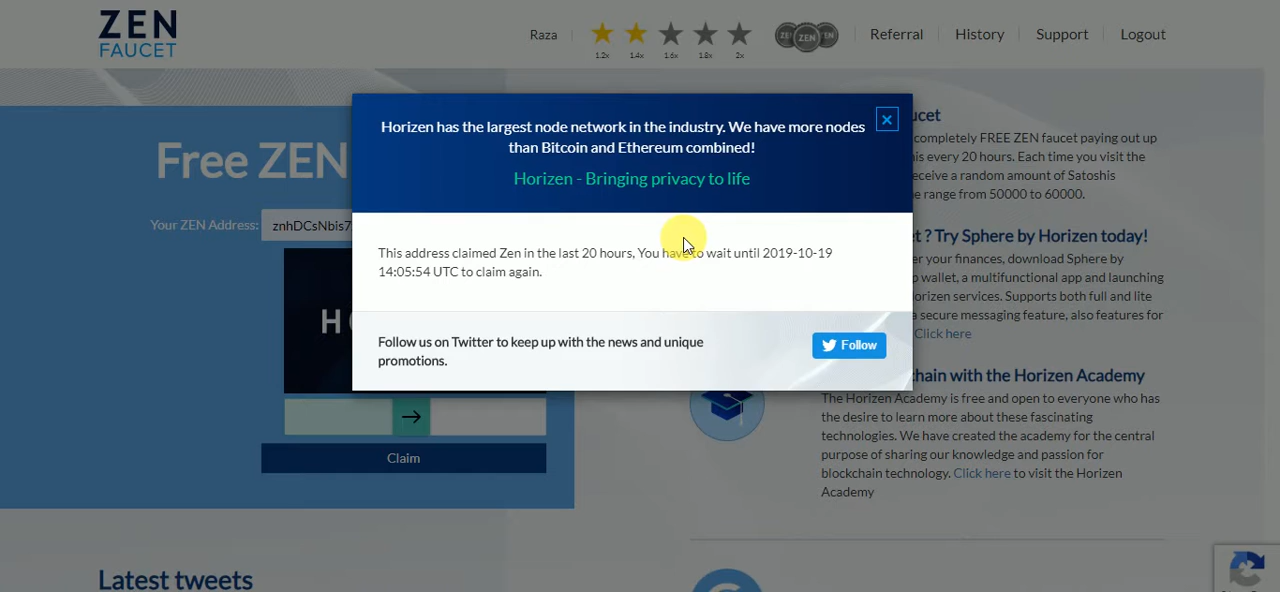 ZEN
FAUCET
Raza
1.2x 1.4x 1.6x 1.8x 2x
ZEN
Referral
History
Support
Logout
Horizen has the largest node network in the industry. We have more nodes
than Bitcoin and Ethereum combined!
Horizen - Bringing privacy to life
This address claimed Zen in the last 20 hours, You have to wait until 2019-10-19
14:05:54 UTC to claim again.
Follow us on Twitter to keep up with the news and unique
promotions.
Follow
Free ZEN
Your ZEN Address: znhDCsNbis7
H
Claim
Latest tweets
ucet
completely FREE ZEN faucet paying out up
is every 20 hours. Each time you visit the
eceive a random amount of Satoshis
e range from 50000 to 60000.
et ? Try Sphere by Horizen today!
er your finances, download Sphere by
p wallet, a multifunctional app and launching
orizen services. Supports both full and lite
a secure messaging feature, also features for
Click here
chain with the Horizen Academy
The Horizen Academy is free and open to everyone who has
the desire to learn more about these fascinating
technologies. We have created the academy for the central
purpose of sharing our knowledge and passion for
blockchain technology. Click here to visit the Horizen
Academy